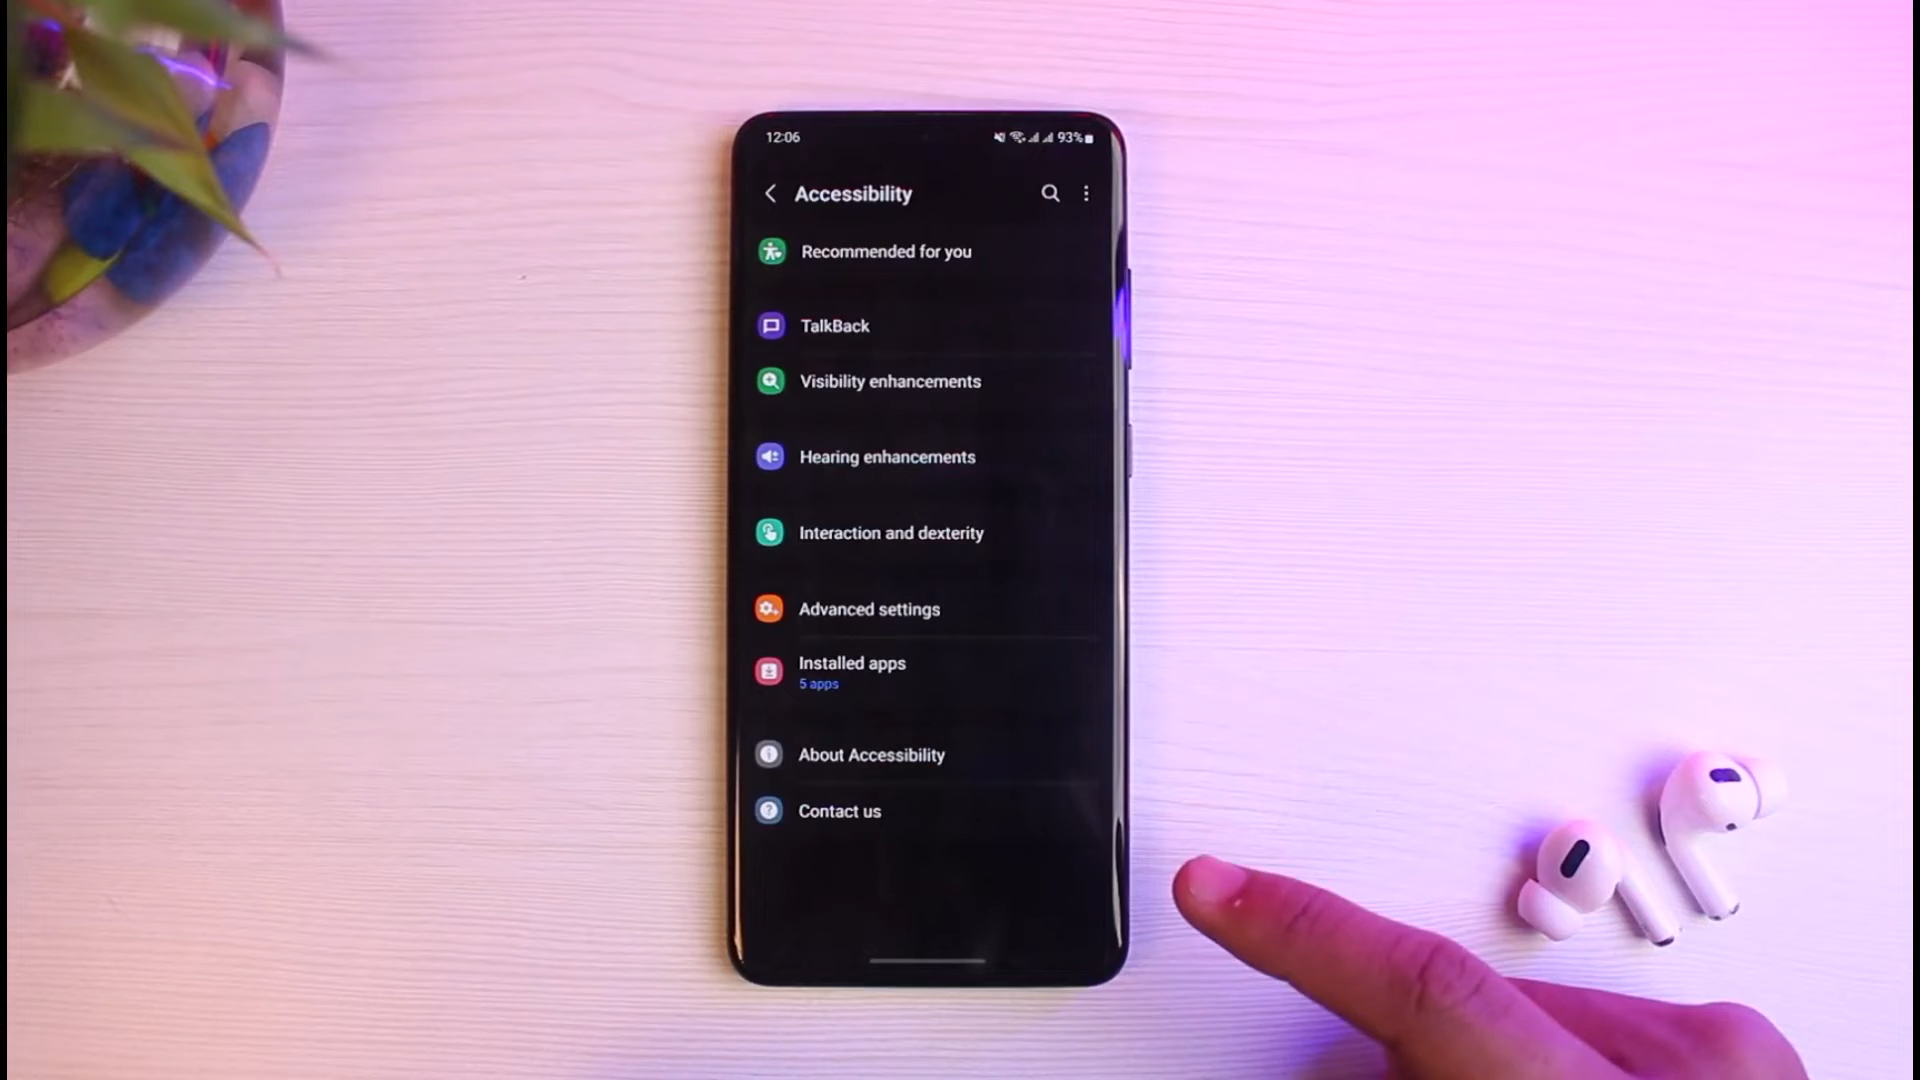 12:06
93%
Accessibility
Recommended for you
TalkBack
Visibility enhancements
Hearing enhancements
Interaction and dexterity
Advanced settings
Installed apps
5 apps
About Accessibility
Contact us